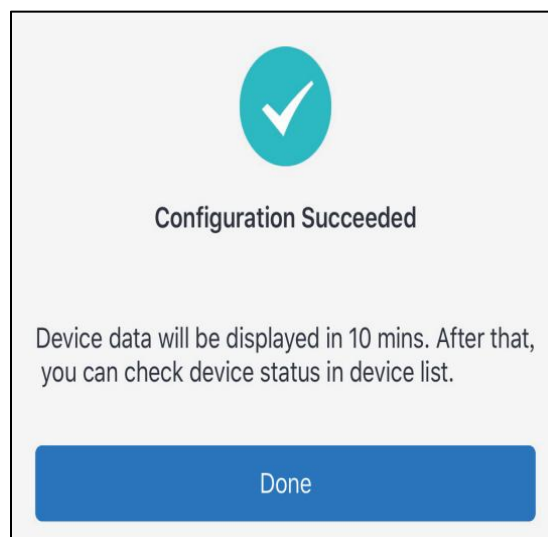 Configuration Succeeded
Device data will be displayed in 10 mins. After that,
you can check device status in device list.
Done